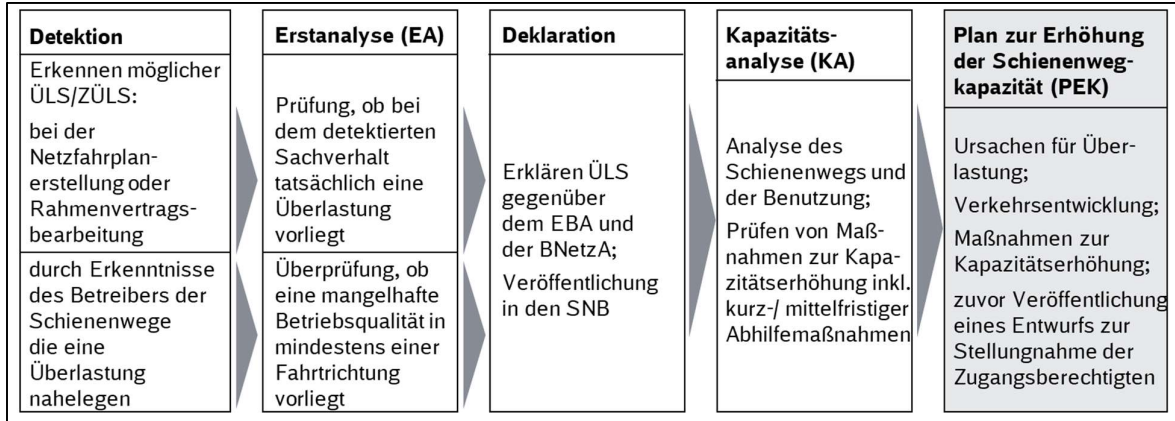 Detektion
Erkennen möglicher
ÜLS/ZÜLS:
bei der
Netzfahrplan-
erstellung oder
Rahmenvertrags-
bearbeitung
durch Erkenntnisse
des Betreibers der
Schienenwege
die eine
Überlastung
nahelegen
Erstanalyse (EA)
Prüfung, ob bei
dem detektierten
Sachverhalt
tatsächlich eine
Überlastung
vorliegt
Überprüfung, ob
eine mangelhafte
Betriebsqualität in
mindestens einer
Fahrtrichtung
vorliegt
Deklaration
Erklären ÜLS
gegenüber
dem EBA und
der BNetzA;
Veröffentlichung
in den SNB
Kapazitäts-
analyse (KA)
Analyse des
Schienenwegs und
der Benutzung;
Prüfen von Maß-
nahmen zur Kapa-
zitätserhöhung inkl.
kurz-/ mittelfristiger
Abhilfemaßnahmen
Plan zur Erhöhung
der Schienenweg-
kapazität (PEK)
Ursachen für Über-
lastung;
Verkehrsentwicklung;
Maßnahmen zur
Kapazitätserhöhung;
zuvor Veröffentlichung
eines Entwurfs zur
Stellungnahme der
Zugangsberechtigten